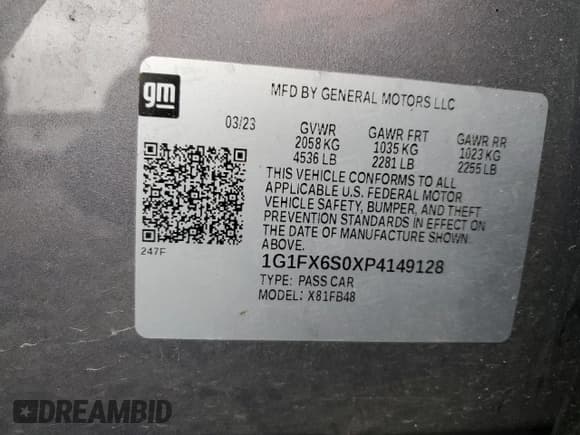 gm
MFD BY GENERAL MOTORS LLC
03/23 GVWR GAWR FRT GAWR RR
2058 KG 1035 KG 1023 KG
4536 LB 2281 LB 2255 LB
THIS VEHICLE CONFORMS TO ALL
APPLICABLE U.S. FEDERAL MOTOR
VEHICLE SAFETY, BUMPER, AND THEFT
PREVENTION STANDARDS IN EFFECT ON
THE DATE OF MANUFACTURE SHOWN
ABOVE.
247F
1G1FX6S0XP4149128
TYPE: PASS CAR
MODEL: X81FB48
DREAMBID